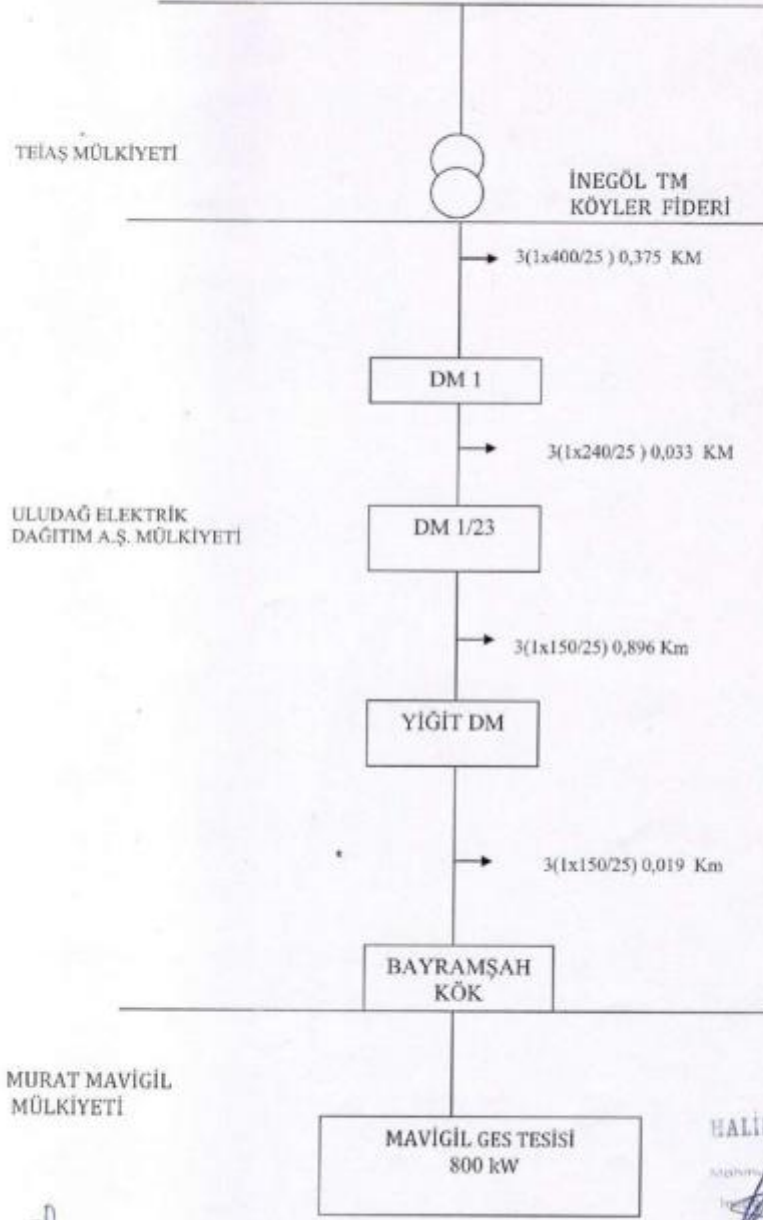 TEİAŞ MÜLKİYETİ
İNEGÖL TM
KÖYLER FİDERİ
3(1x400/25 ) 0,375 KM
DM 1
3(1x240/25 ) 0,033 KM
ULUDAĞ ELEKTRİK
DAĞITIM A.Ş. MÜLKİYETİ
DM 1/23
3(1x150/25) 0,896 Km
YİĞİT DM
3(1x150/25) 0,019 Km
BAYRAMŞAH
KÖK
MURAT MAVİGİL
MÜLKİYETİ
MAVİGİL GES TESİSİ
800 kW